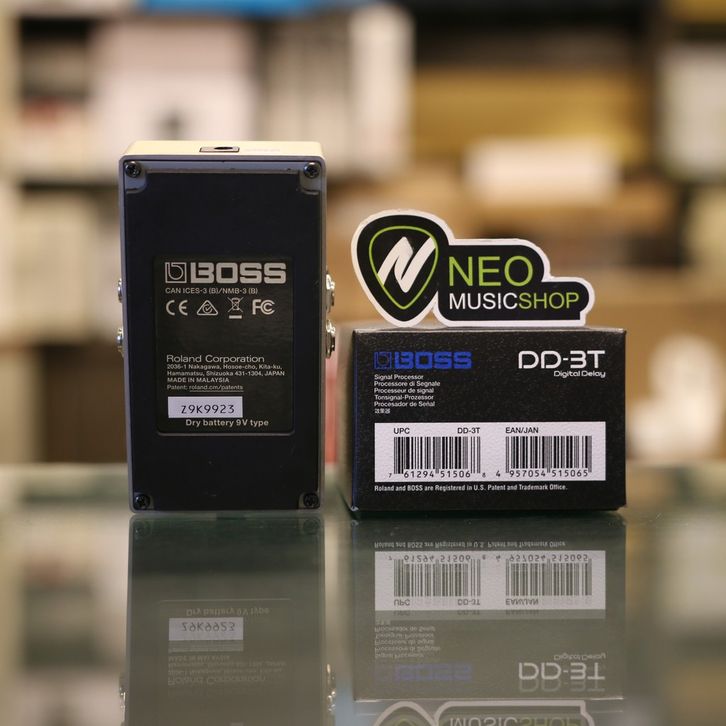 BOSS
CAN ICES-3 (B)/NMB-3 (B)
CE FC
Roland Corporation
2036-1 Nakagawa, Hosoe-cho, Kita-ku,
Hamamatsu, Shizuoka 431-1304, JAPAN
MADE IN MALAYSIA
Patent: roland.cm/patents
Z9K9923
Dry battery 9V type
N NEO
MUSICSHOP
BOSS
DD-3T
Digital Delay
Signal Processor
Processore di Segnale
Processeur de signal
Tonsignal-Prozessor
Procesador de Señal
效果器
UPC DD-3T EAN/JAN
7 61294 51506 8 4 957054 515065
Roland and BOSS are Registered in U.S. Patent and Trademark Office.